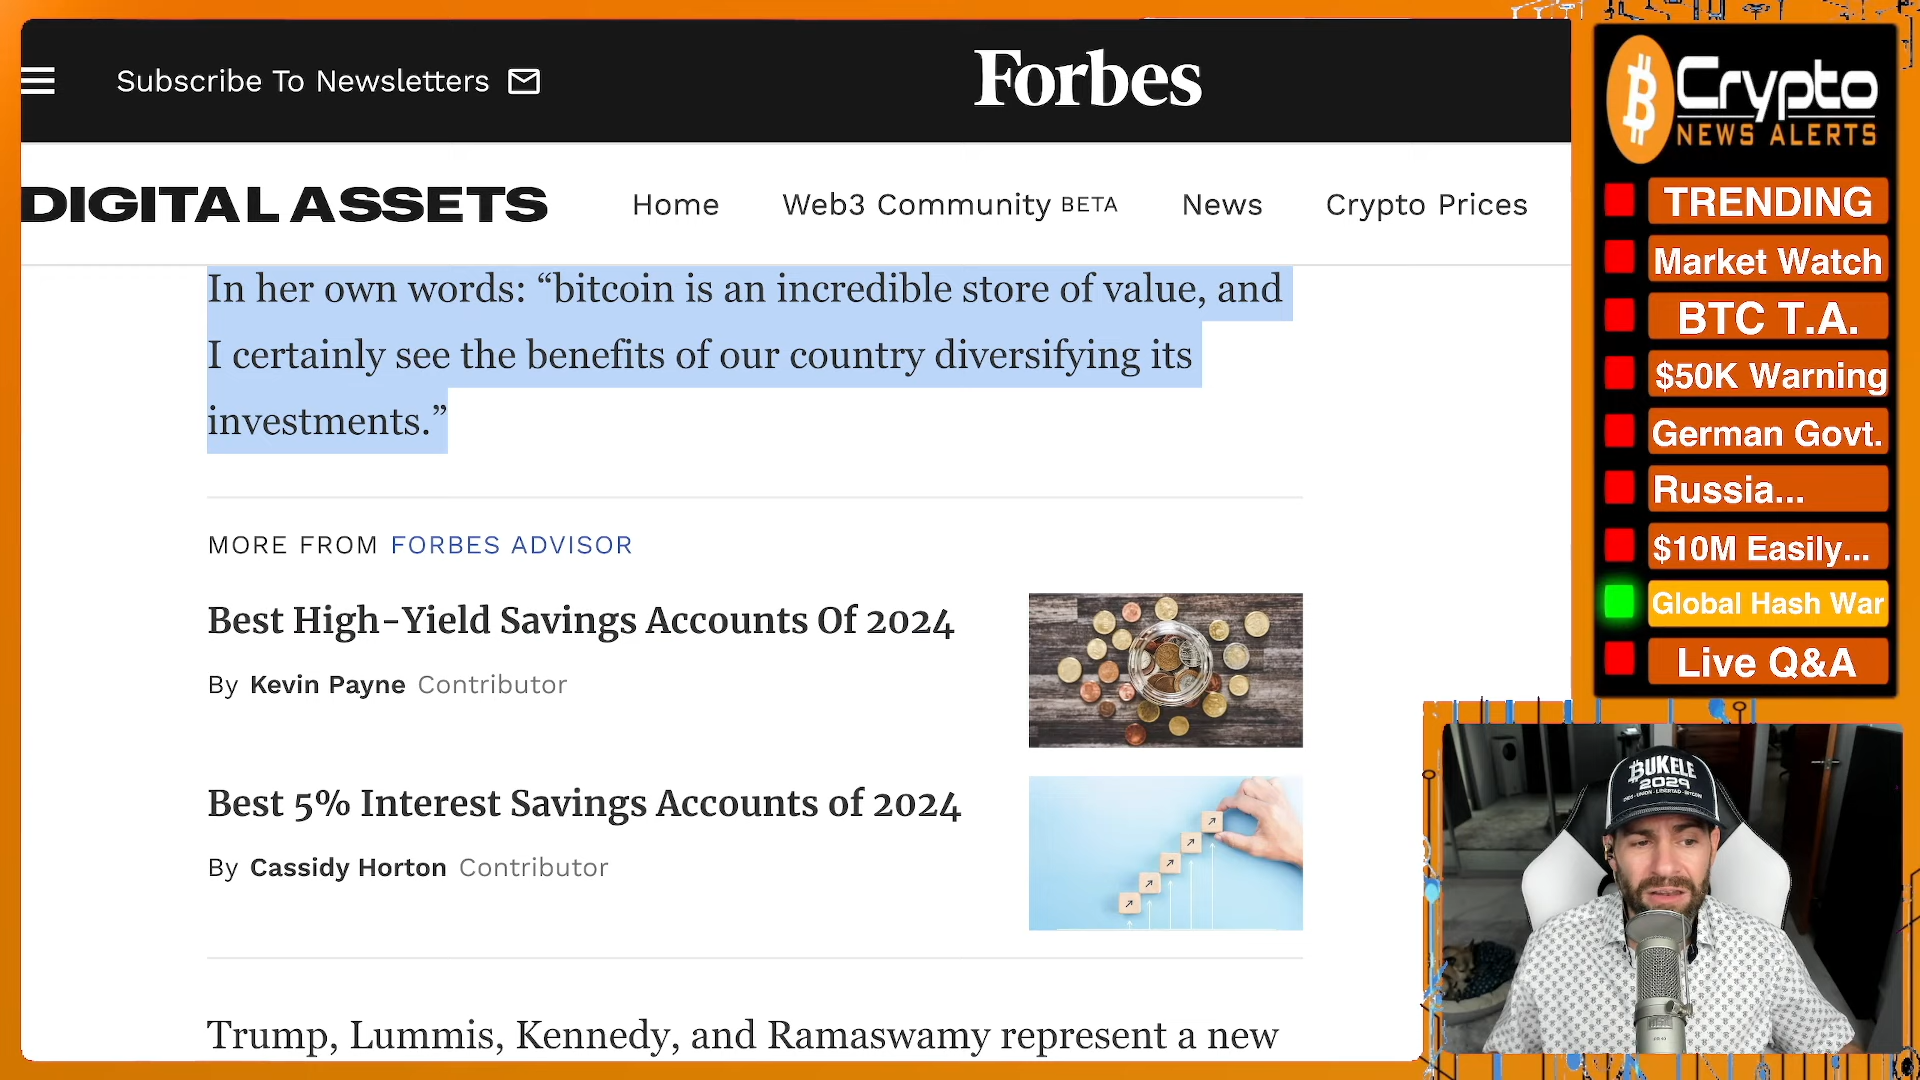 Subscribe To Newsletters
Forbes
DIGITAL ASSETS
Home
Web3 Community BETA
News
Crypto Prices
In her own words: “bitcoin is an incredible store of value, and
I certainly see the benefits of our country diversifying its
investments.”
MORE FROM FORBES ADVISOR
Best High-Yield Savings Accounts Of 2024
By Kevin Payne Contributor
Best 5% Interest Savings Accounts of 2024
By Cassidy Horton Contributor
Trump, Lummis, Kennedy, and Ramaswamy represent a new
Crypto
NEWS ALERTS
TRENDING
Market Watch
BTC T.A.
$50K Warning
German Govt.
Russia...
$10M Easily...
Global Hash War
Live Q&A
BUKELE
2029